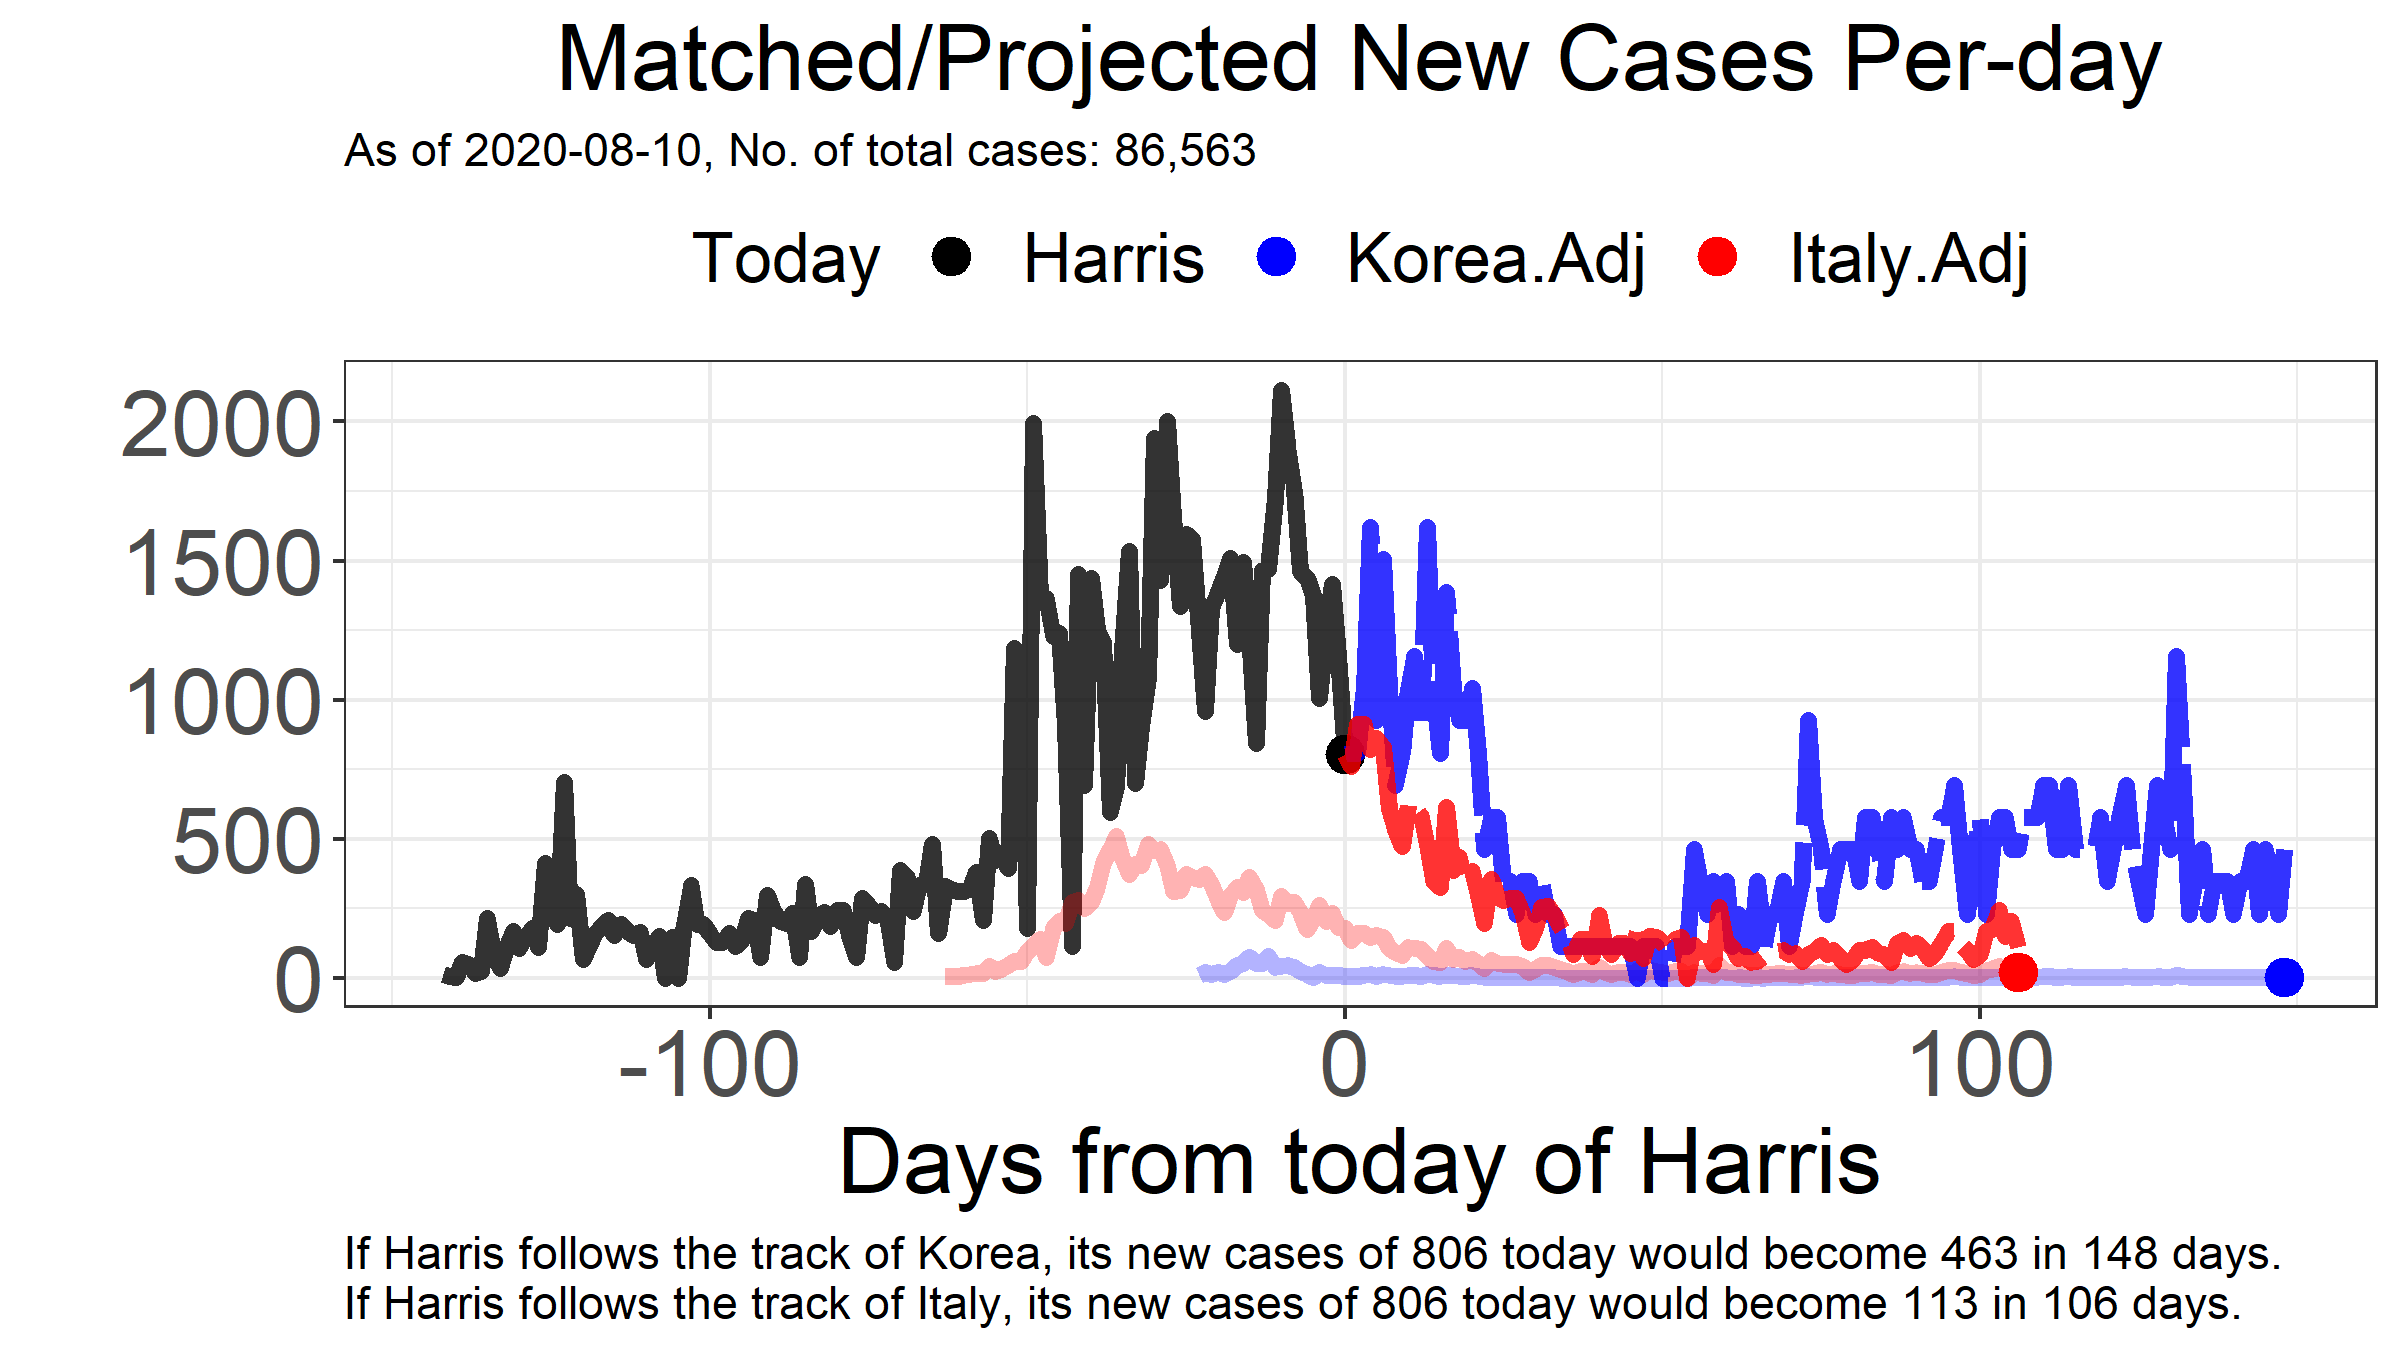 Matched/Projected New Cases Per-day
As of 2020-08-10, No. of total cases: 86,563
Today Harris Korea.Adj Italy.Adj
2000
1500
1000
500
0
-100 0 100
Days from today of Harris
If Harris follows the track of Korea, its new cases of 806 today would become 463 in 148 days.
If Harris follows the track of Italy, its new cases of 806 today would become 113 in 106 days.